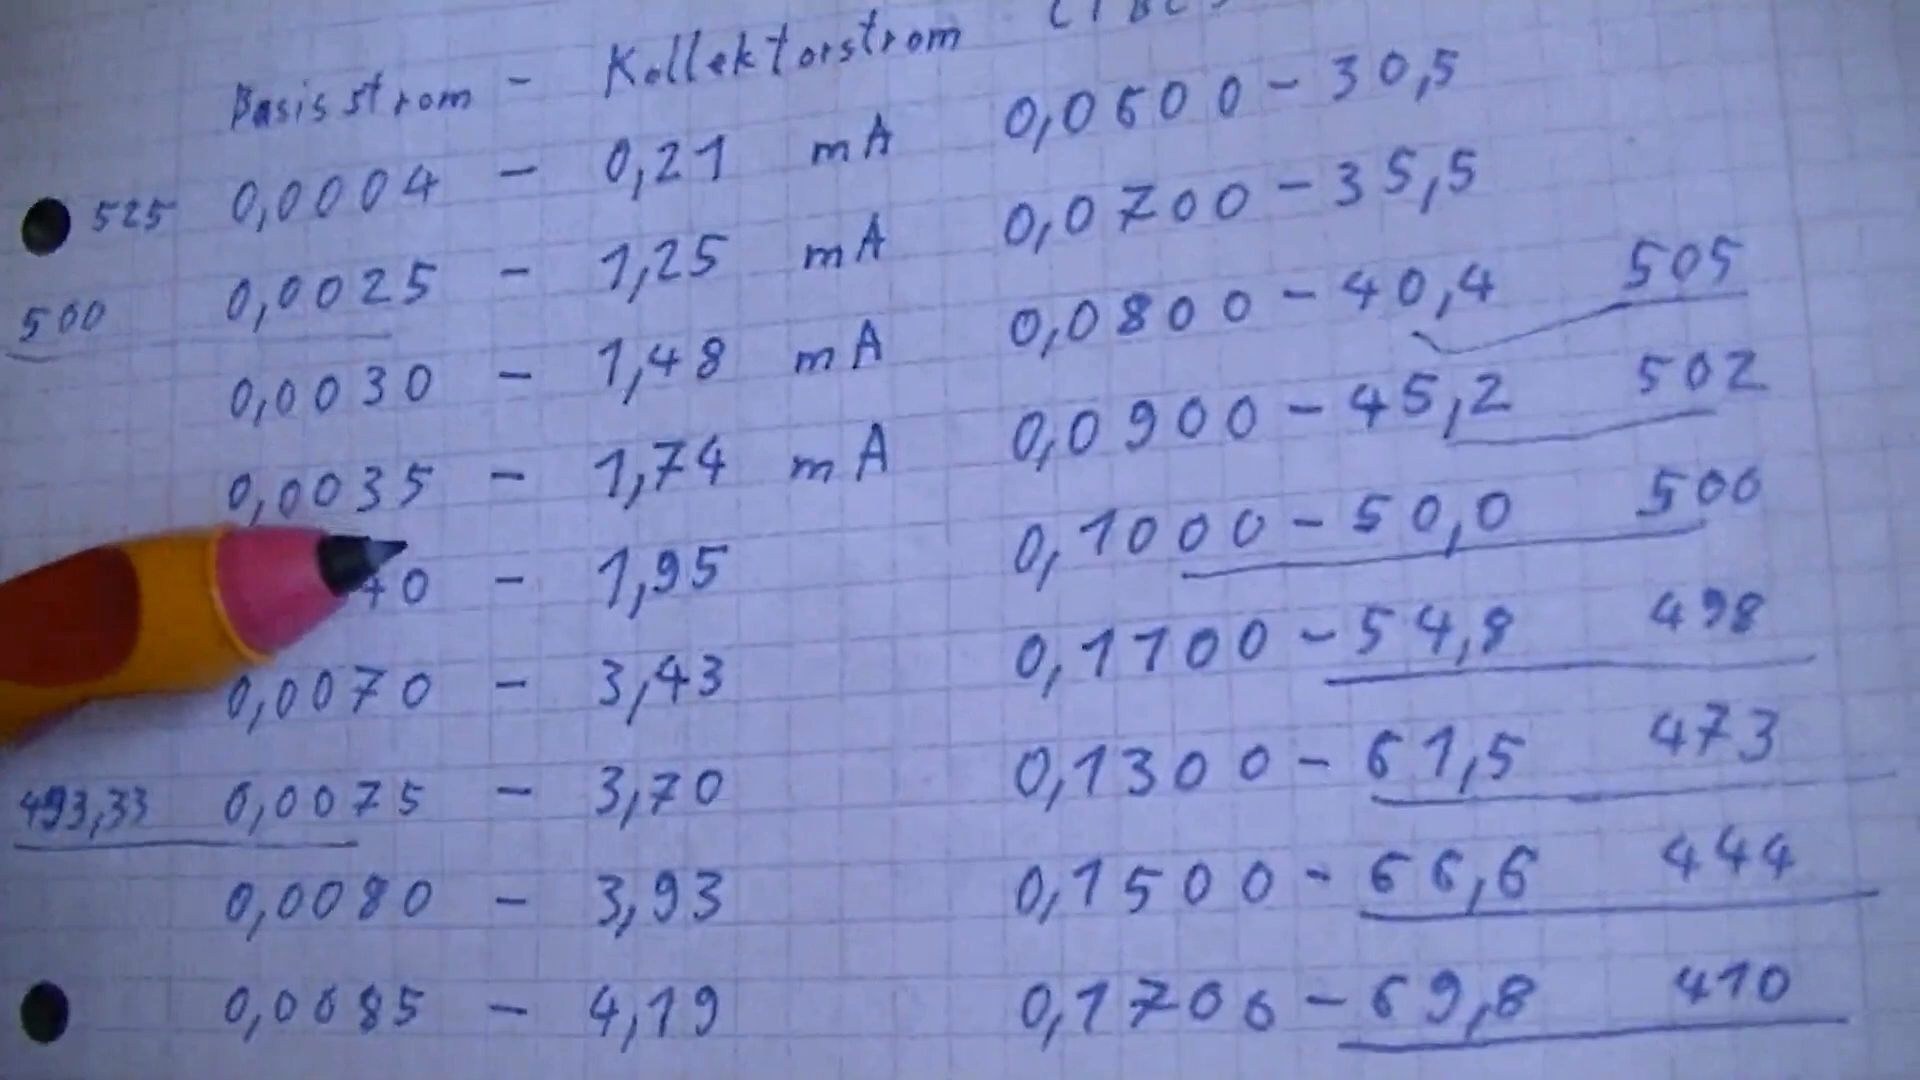 Basisstrom - Kollektorstrom
525 0,0004 - 0,21 mA
500 0,0025 - 1,25 mA
0,0030 - 1,48 mA
0,0035 - 1,74 mA
40 - 1,95
0,0070 - 3,43
493,33 0,0075 - 3,70
0,0080 - 3,93
0,0085 - 4,19
0,0600 - 30,5
0,0700 - 35,5
0,0800 - 40,4 505
0,0900 - 45,2 502
0,1000 - 50,0 500
0,1100 - 54,8 498
0,1300 - 61,5 473
0,1500 - 66,6 444
0,1700 - 69,8 410